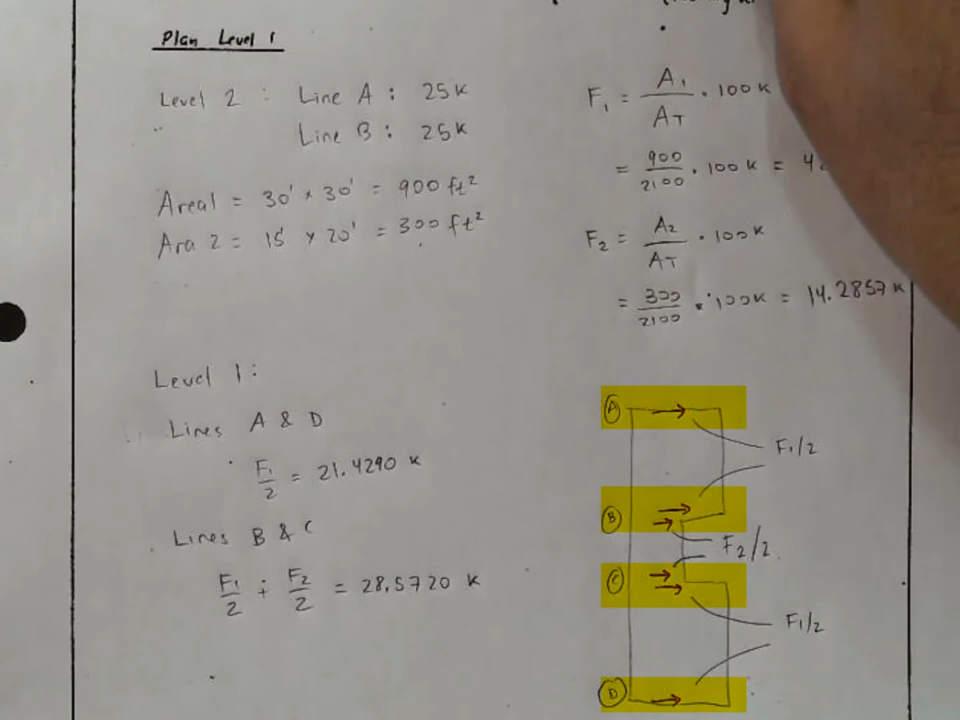 Plan Level 1
Level 2 : Line A : 25K
Line B : 25K
Area1 = 30' x 30' = 900 ft²
Ara 2 = 15' x 20' = 300 ft²
Level 1:
Lines A & D
F₁/2 = 21.4290 K
Lines B & C
F₁/2 + F₂/2 = 28.5720 K
F₁ = A₁/AT · 100K
= 900/2100 · 100K = 42
F₂ = A₂/AT · 100K
= 300/2100 · 100K = 14.2857 K
A
F₁/2
B
F₂/2
C
F₁/2
D